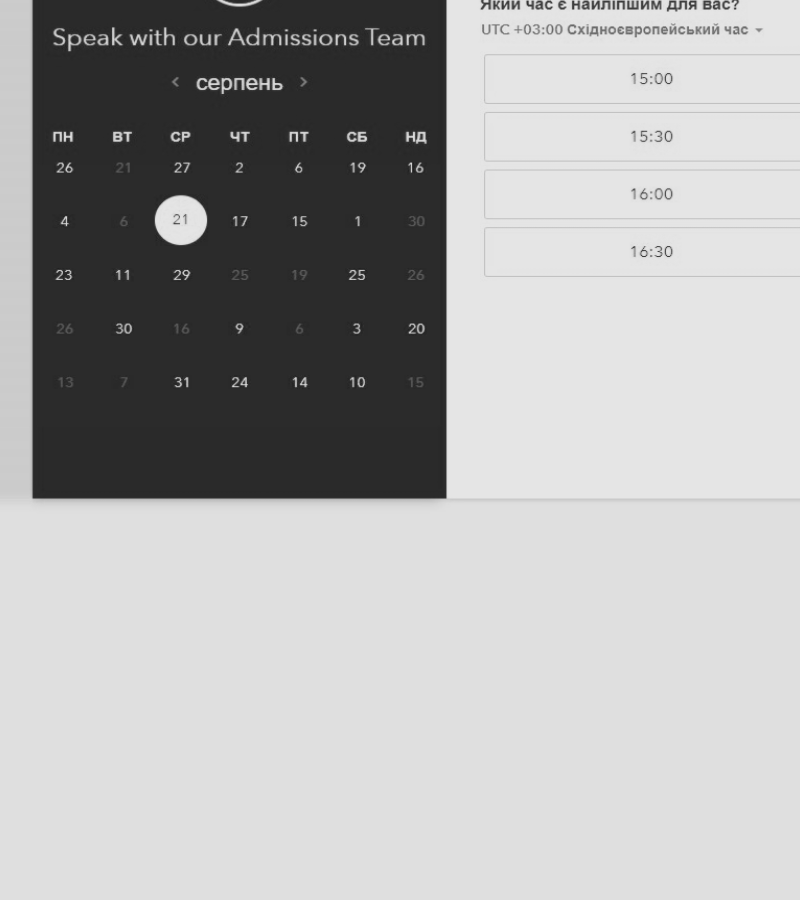 Speak with our Admissions Team
< серпень >
ПН ВТ СР ЧТ ПТ СБ НД
26 21 27 2 6 19 16
4 6 21 17 15 1 30
23 11 29 25 19 25 26
26 30 16 9 6 3 20
13 7 31 24 14 10 15
Який час є найліпшим для вас?
UTC +03:00 Східноєвропейський час
15:00
15:30
16:00
16:30